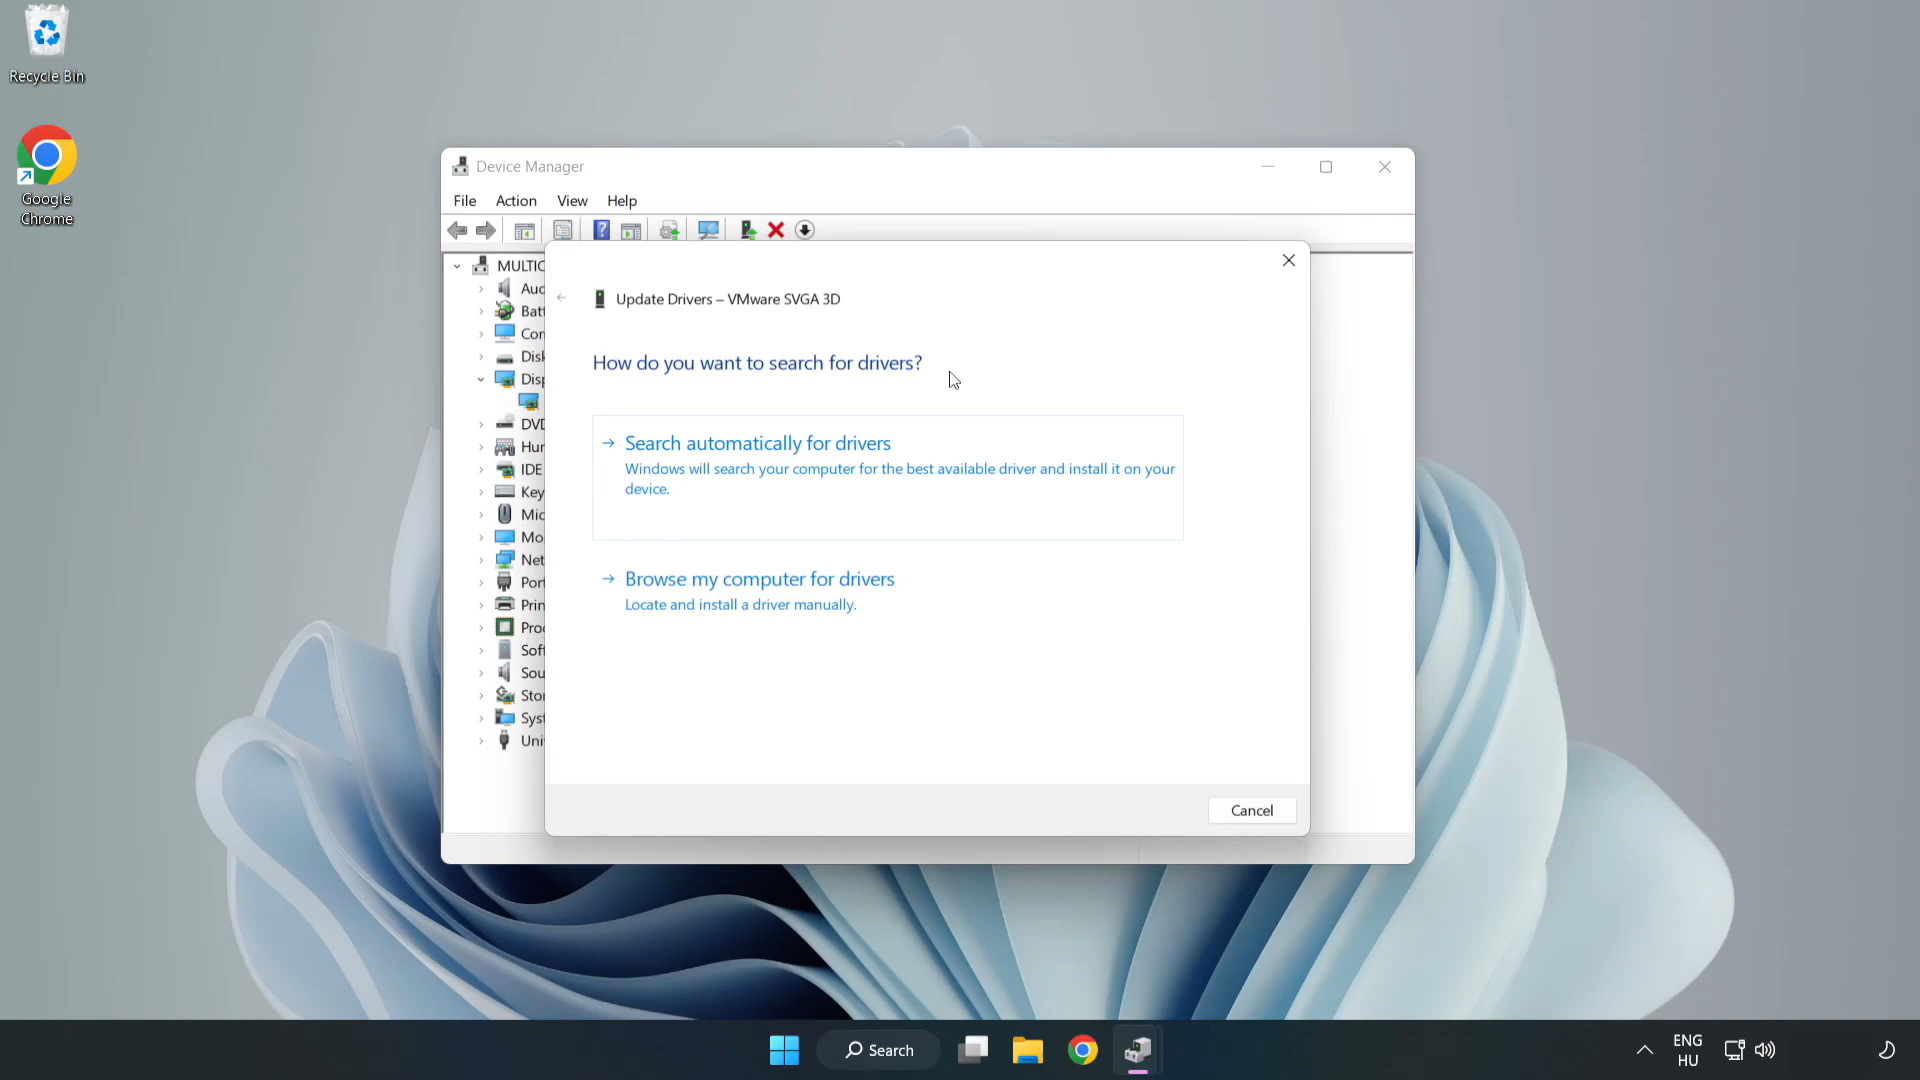 Recycle Bin
Google
Chrome
Device Manager
File Action View Help
MULTIC
Aud
Batt
Con
Disk
Disp
DVD
Hur
IDE
Key
Mic
Mo
Net
Port
Prin
Proc
Soft
Sou
Stor
Syst
Uni
Update Drivers – VMware SVGA 3D
How do you want to search for drivers?
Search automatically for drivers
Windows will search your computer for the best available driver and install it on your
device.
Browse my computer for drivers
Locate and install a driver manually.
Cancel
Search
ENG
HU